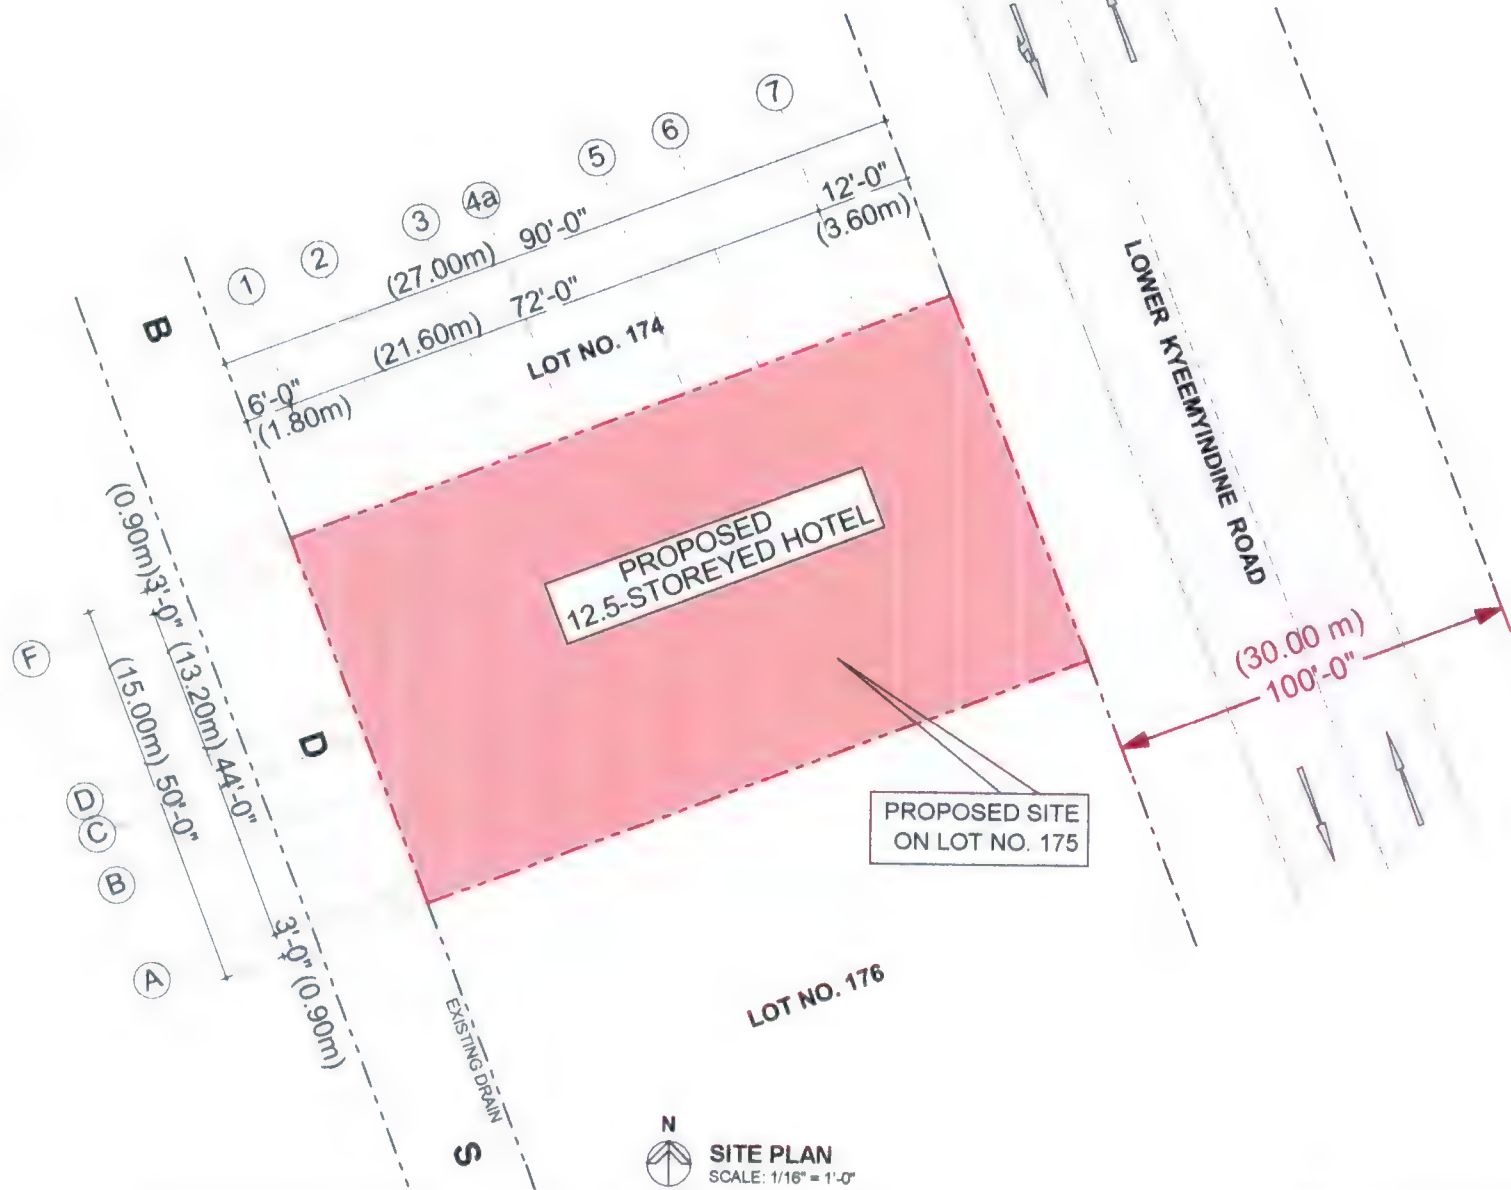 7
6
5
4a
3
2
1
(27.00m) 90'-0"
12'-0"
(3.60m)
(21.60m) 72'-0"
6'-0"
(1.80m)
LOT NO. 174
B
D
S
LOWER KYEEMYINDINE ROAD
PROPOSED
12.5-STOREYED HOTEL
(0.90m) 3'-0" (13.20m) 44'-0" 3'-0" (0.90m)
(15.00m) 50'-0"
F
D
C
B
A
(30.00 m)
100'-0"
PROPOSED SITE
ON LOT NO. 175
LOT NO. 176
EXISTING DRAIN
N
SITE PLAN
SCALE: 1/16" = 1'-0"